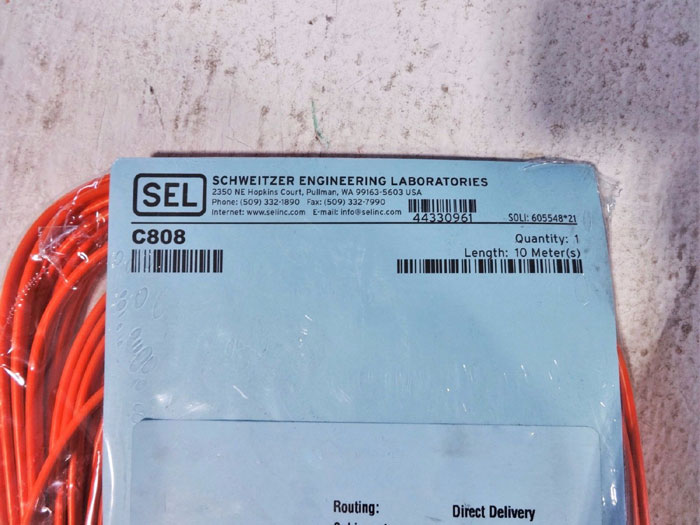 SEL
SCHWEITZER ENGINEERING LABORATORIES
2350 NE Hopkins Court, Pullman, WA 99163-5603 USA
Phone: (509) 332-1890 Fax: (509) 332-7990
Internet: www.selinc.com E-mail: info@selinc.com
44330961
SOLI: 605548*21
C808
Quantity: 1
Length: 10 Meter(s)
Routing: Direct Delivery